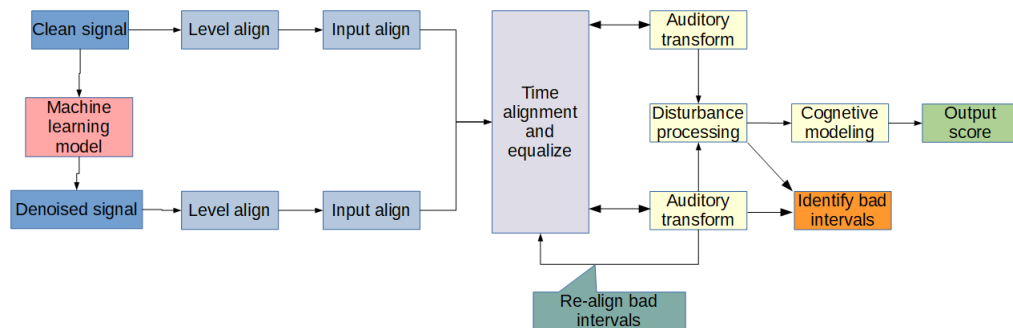 Clean signal
Level align
Input align
Auditory
transform
Machine
learning
model
Time
alignment
and
equalize
Disturbance
processing
Cognetive
modeling
Output
score
Denoised signal
Level align
Input align
Auditory
transform
Identify bad
intervals
Re-align bad
intervals